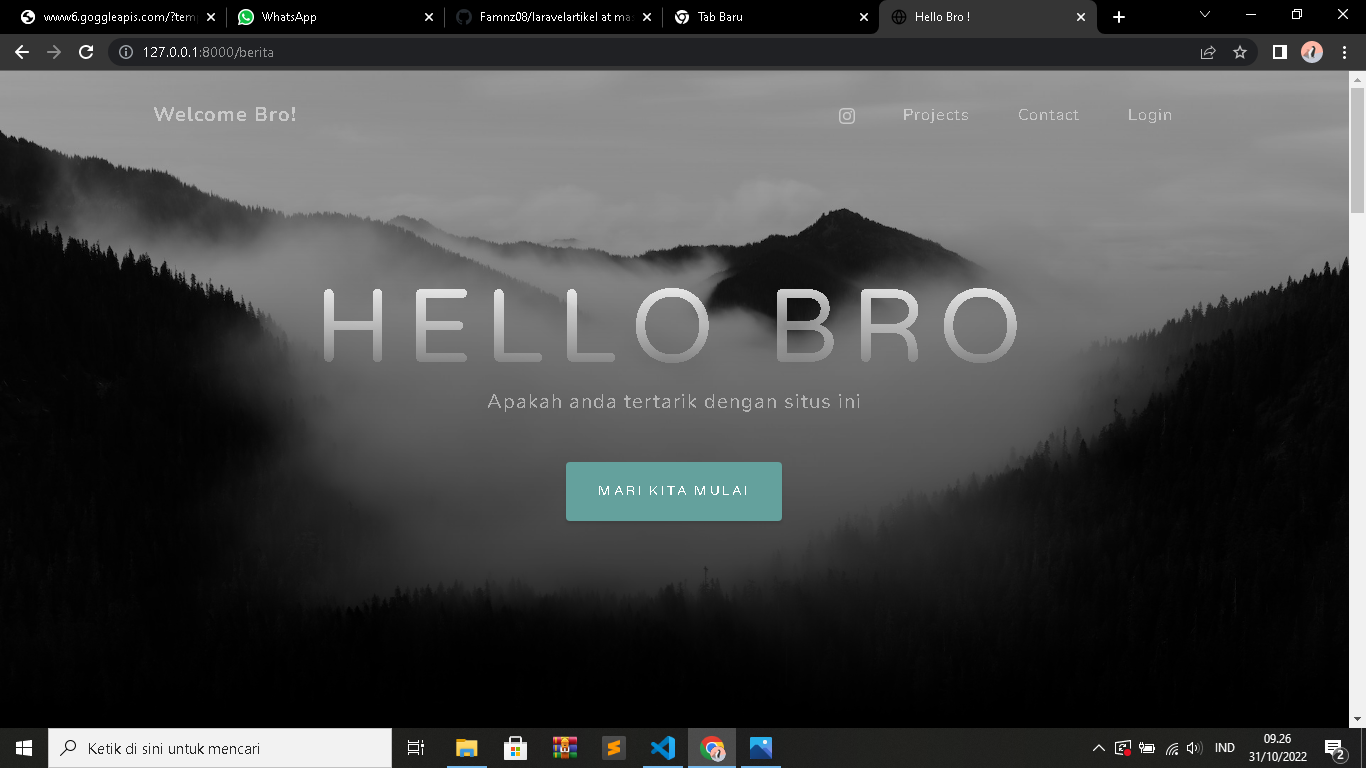 www6.goggleapis.com/?tem
WhatsApp
Famnz08/laravelartikel at ma
Tab Baru
Hello Bro !
127.0.0.1:8000/berita
Welcome Bro!
Projects
Contact
Login
HELLO BRO
Apakah anda tertarik dengan situs ini
MARI KITA MULAI
Ketik di sini untuk mencari
IND
09.26
31/10/2022
2